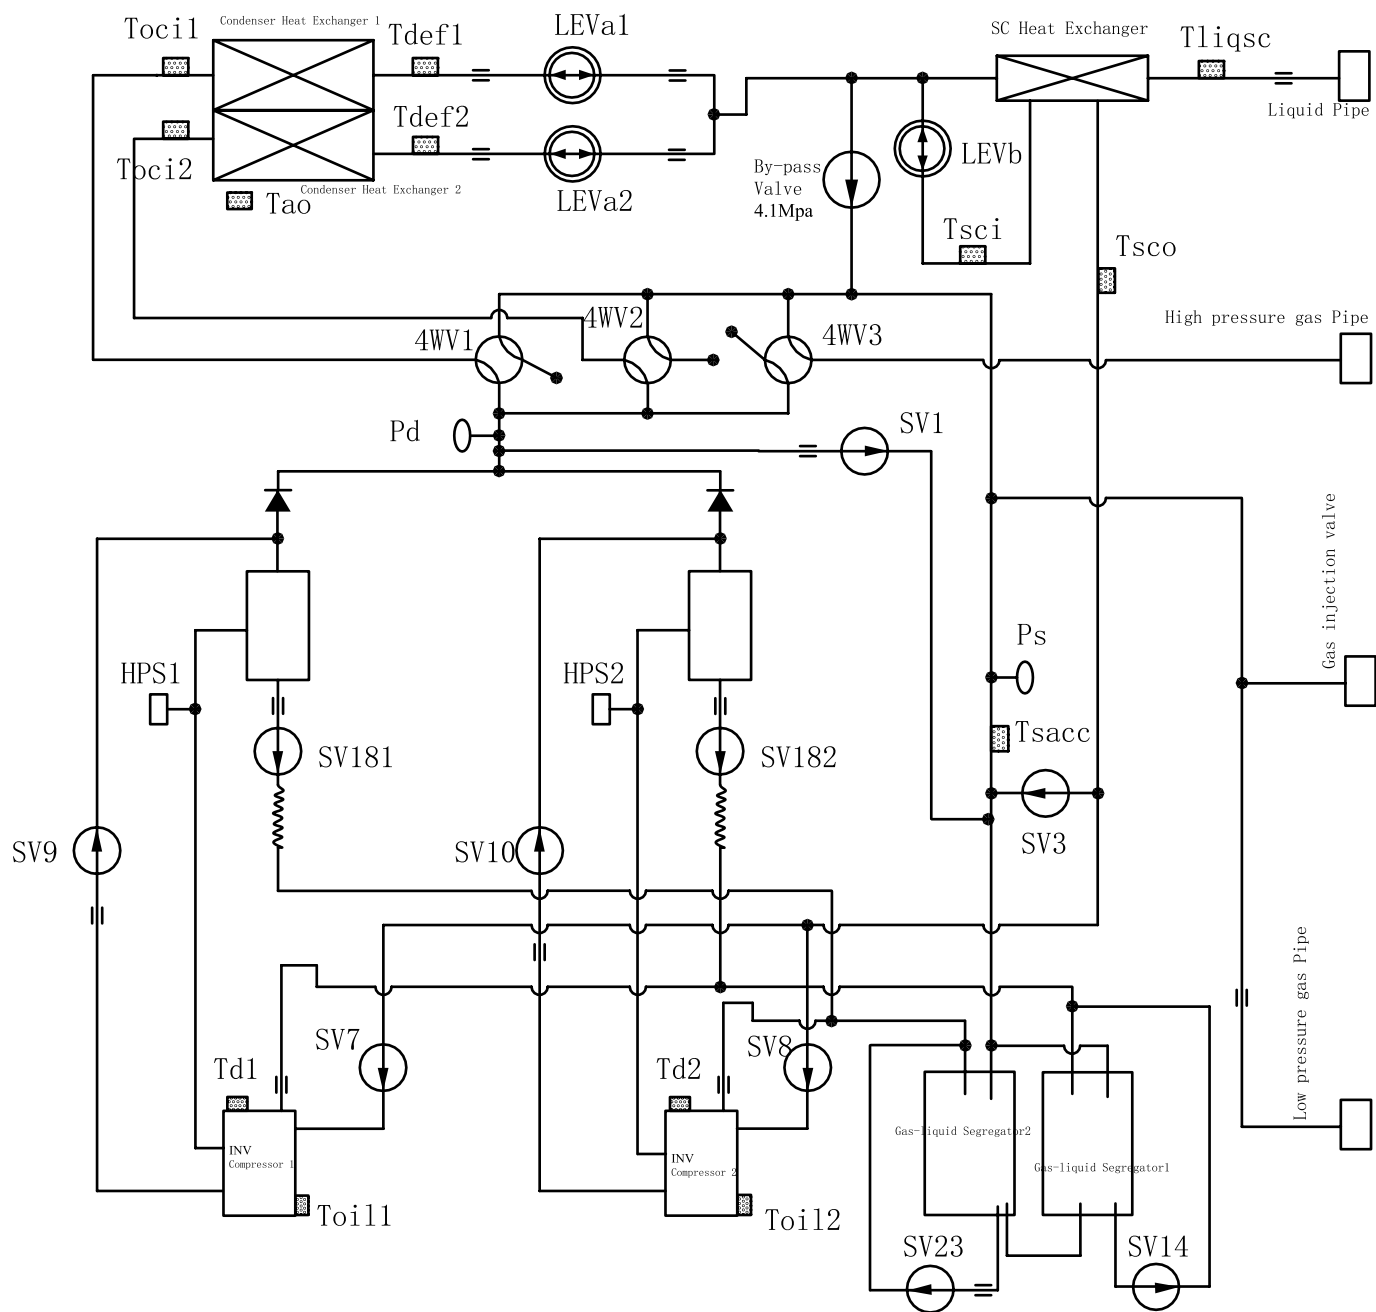 Toci1
Condenser Heat Exchanger 1
Tdef1
LEVa1
SC Heat Exchanger
Tliqsc
Liquid Pipe
Tdef2
Toci2
Condenser Heat Exchanger 2
Tao
LEVa2
By-pass
Valve
4.1Mpa
LEVb
Tsci
Tsco
4WV1
4WV2
4WV3
High pressure gas Pipe
Pd
SV1
Gas injection valve
HPS1
HPS2
Ps
SV181
SV182
Tsacc
SV9
SV10
SV3
Low pressure gas Pipe
SV7
SV8
Td1
Td2
INV
Compressor 1
INV
Compressor 2
Gas-liquid Segregator2
Gas-liquid Segregator1
Toil1
Toil2
SV23
SV14